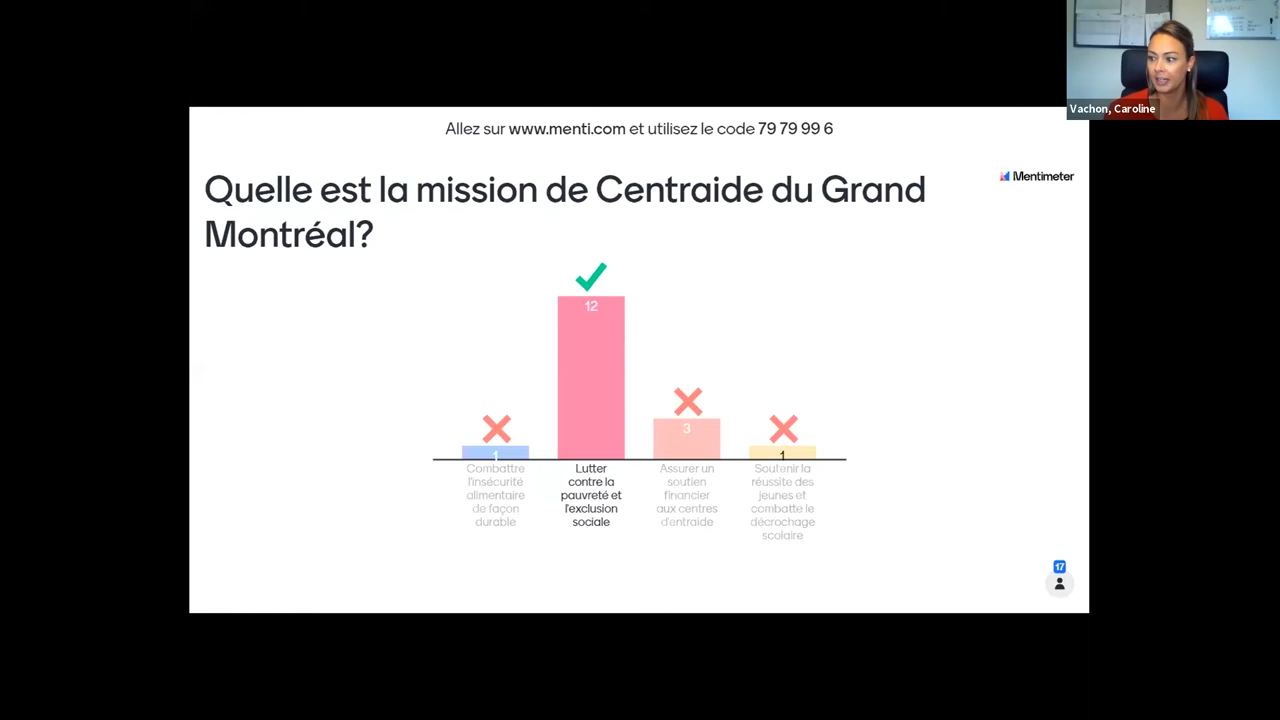 Vachon, Caroline
Allez sur www.menti.com et utilisez le code 79 79 99 6
Mentimeter
Quelle est la mission de Centraide du Grand
Montréal?
12
3
1
1
Combattre
l'insécurité
alimentaire
de façon
durable
Lutter
contre la
pauvreté et
l'exclusion
sociale
Assurer un
soutien
financier
aux centres
d'entraide
Soutenir la
réussite des
jeunes et
combatte le
décrochage
scolaire
17